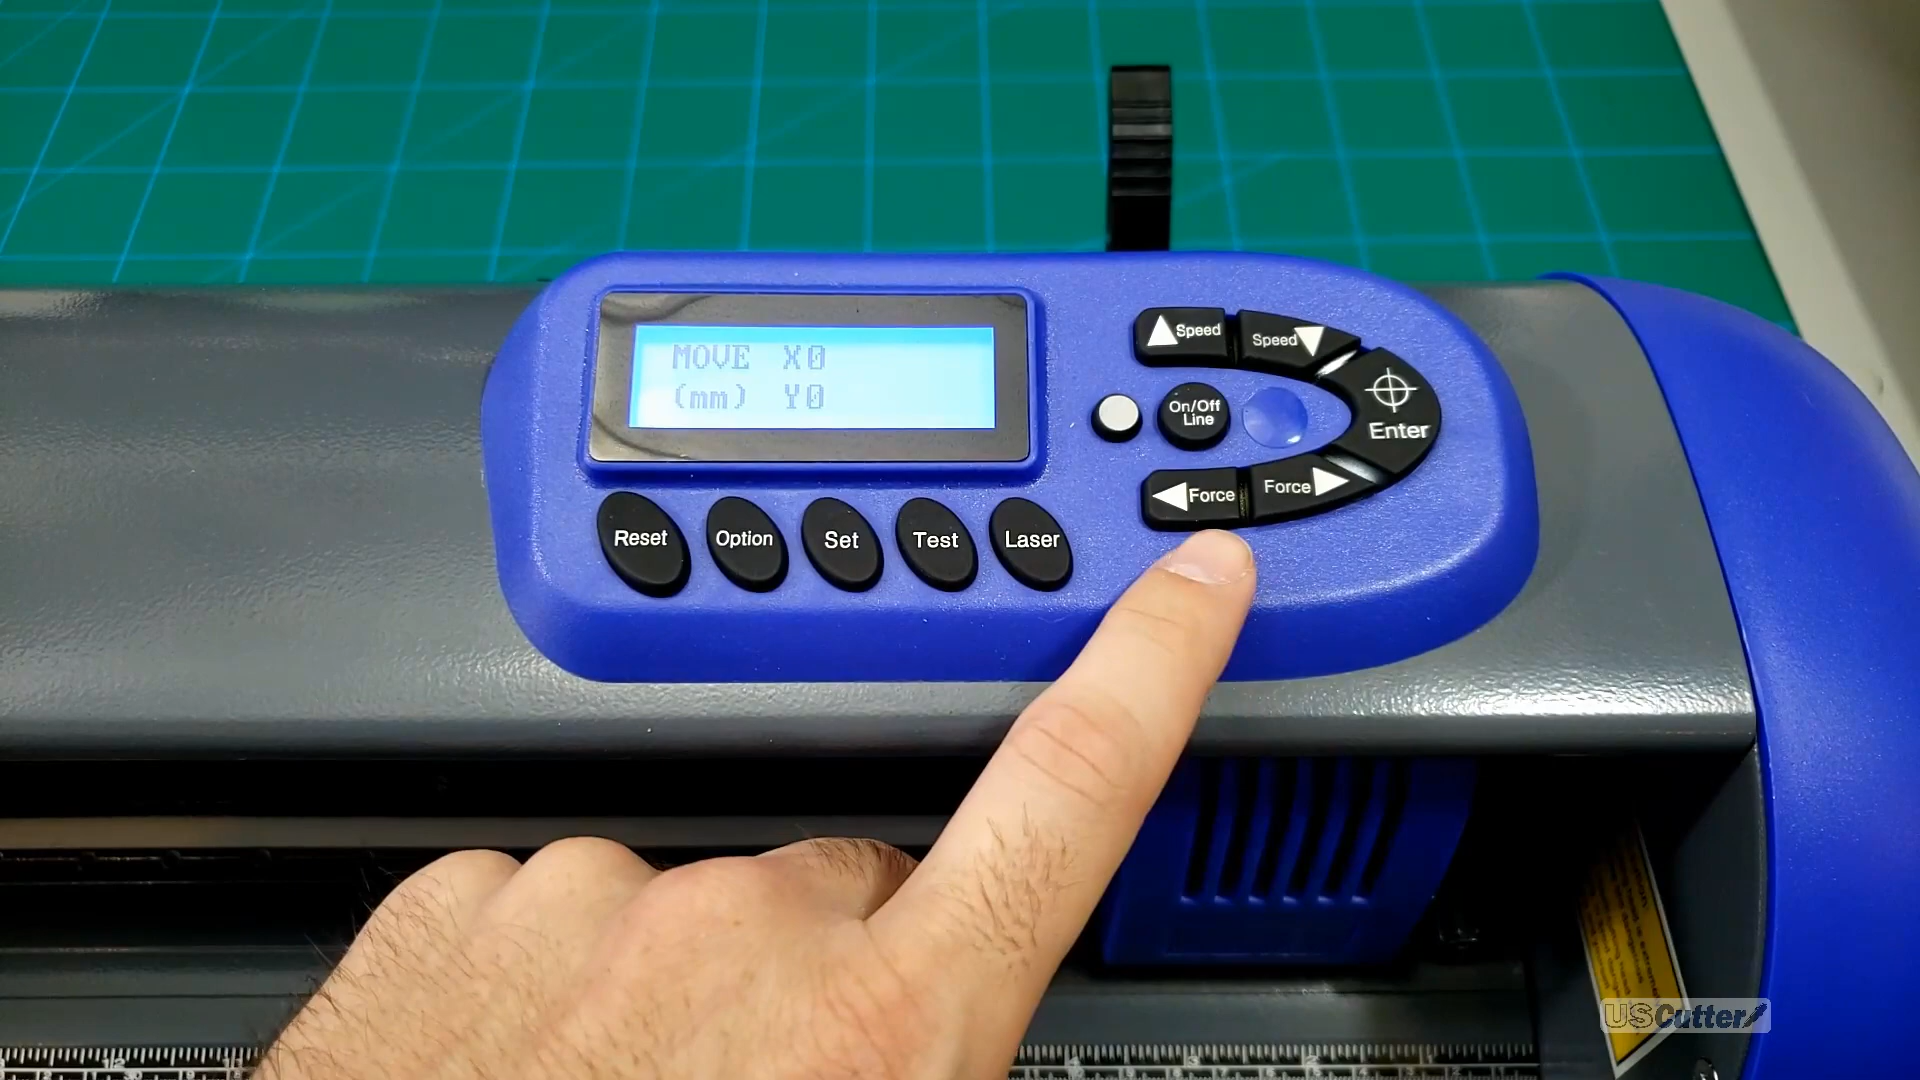 MOVE X0
(mm) Y0
Speed
Speed
On/Off
Line
Enter
Force
Force
Reset
Option
Set
Test
Laser
USCutter